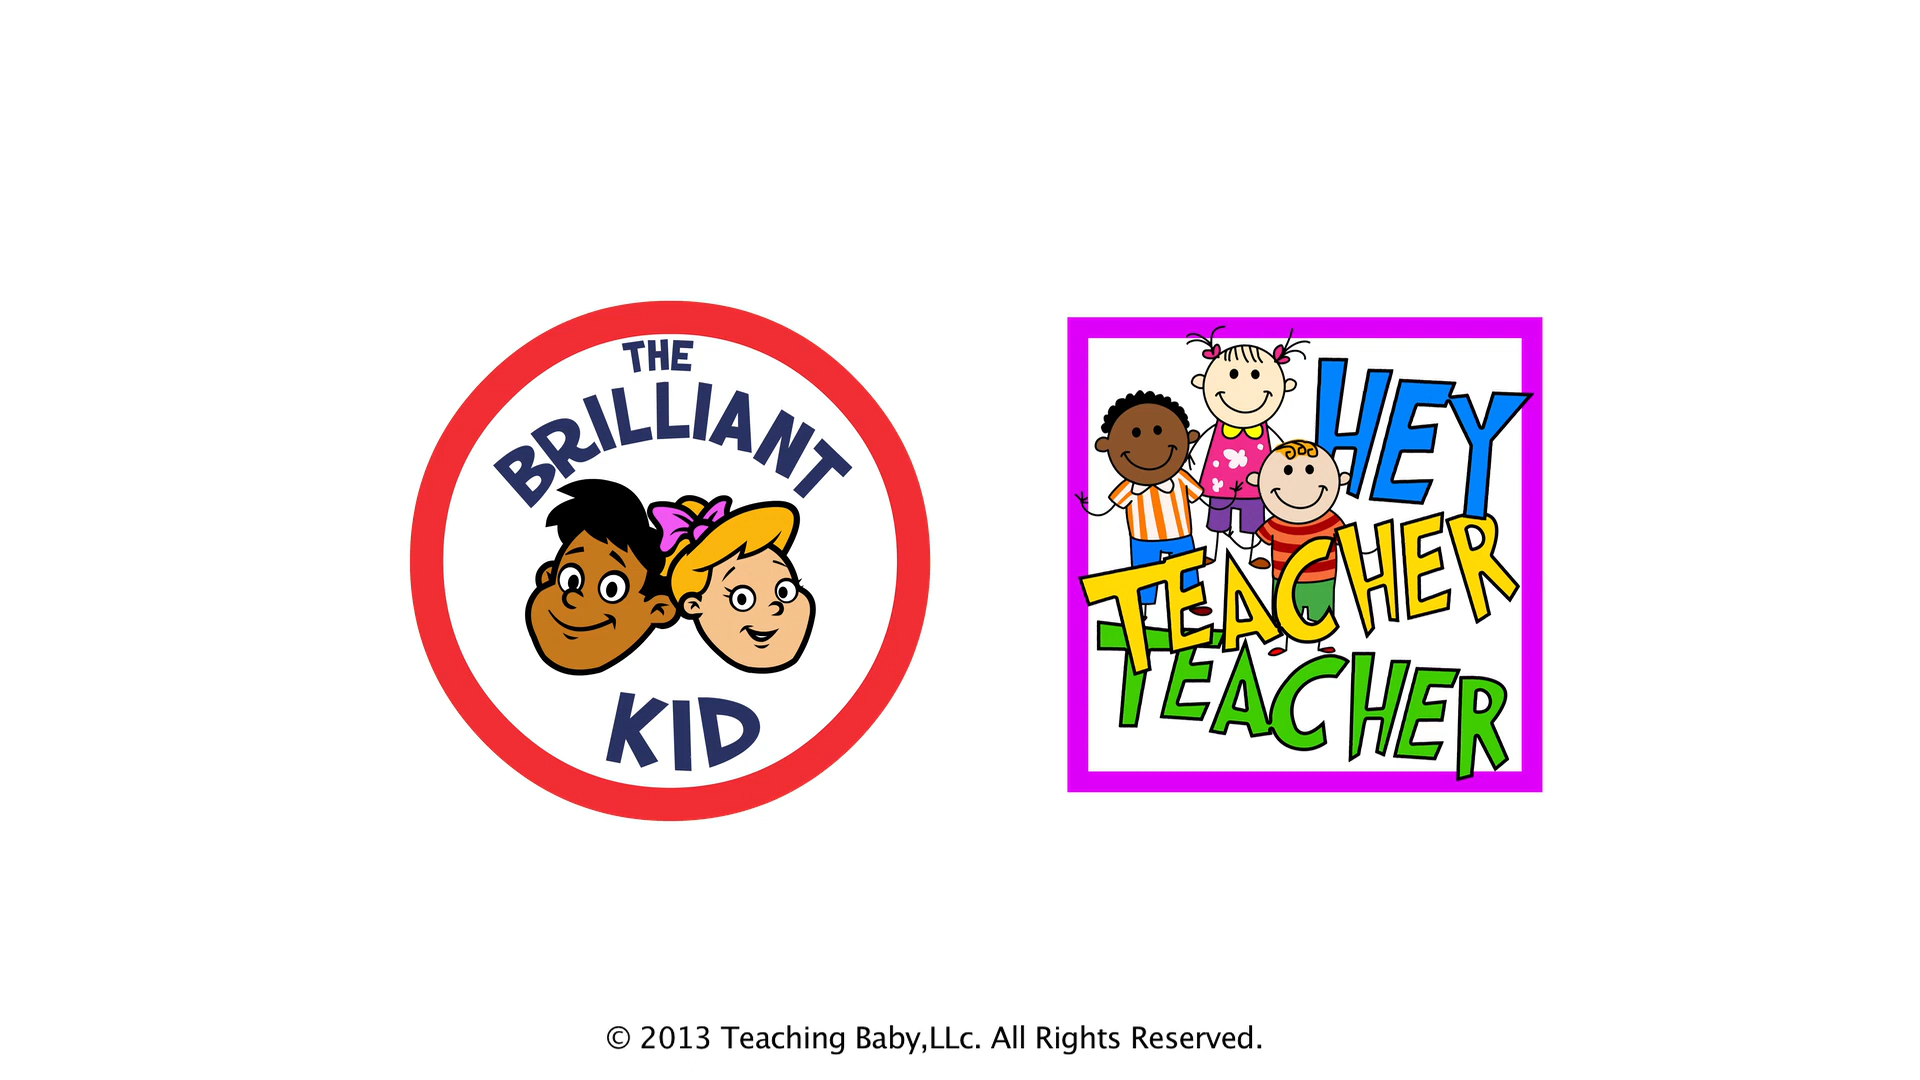 THE
BRILLIANT
KID
HEY
TEACHER
TEACHER
© 2013 Teaching Baby,LLc. All Rights Reserved.